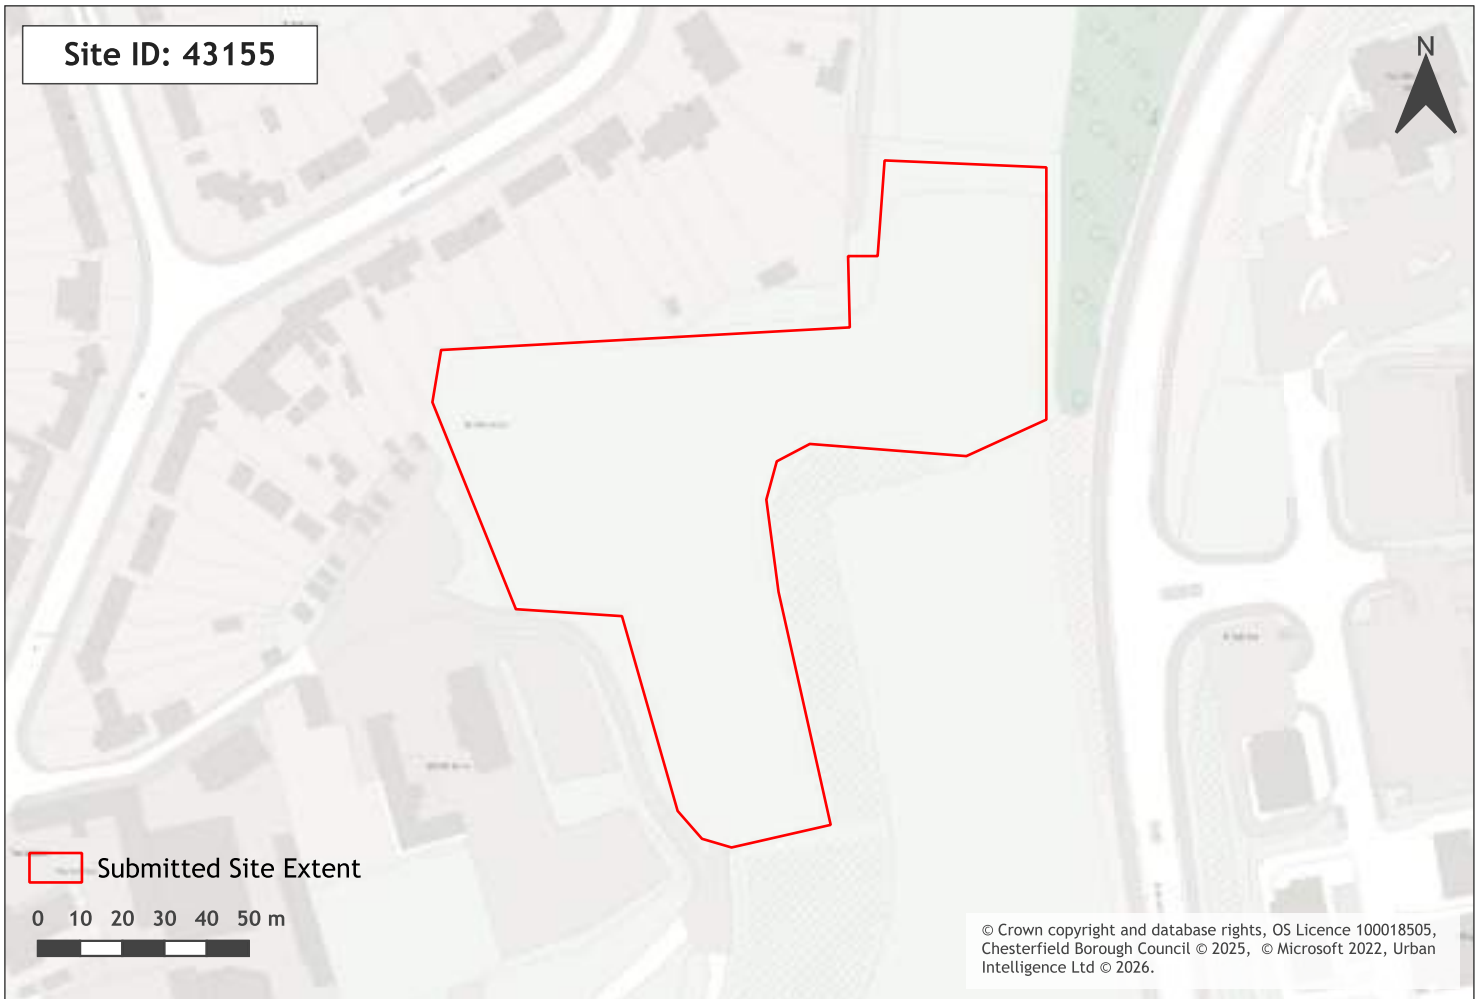 Site ID: 43155
N
Submitted Site Extent
0 10 20 30 40 50 m
© Crown copyright and database rights, OS Licence 100018505,
Chesterfield Borough Council © 2025, © Microsoft 2022, Urban
Intelligence Ltd © 2026.